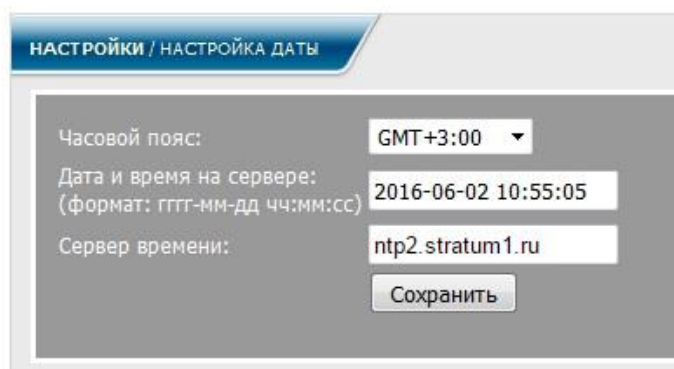 НАСТРОЙКИ / НАСТРОЙКА ДАТЫ
Часовой пояс: GMT+3:00
Дата и время на сервере:
(формат: гггг-мм-дд чч:мм:сс) 2016-06-02 10:55:05
Сервер времени: ntp2.stratum1.ru
Сохранить